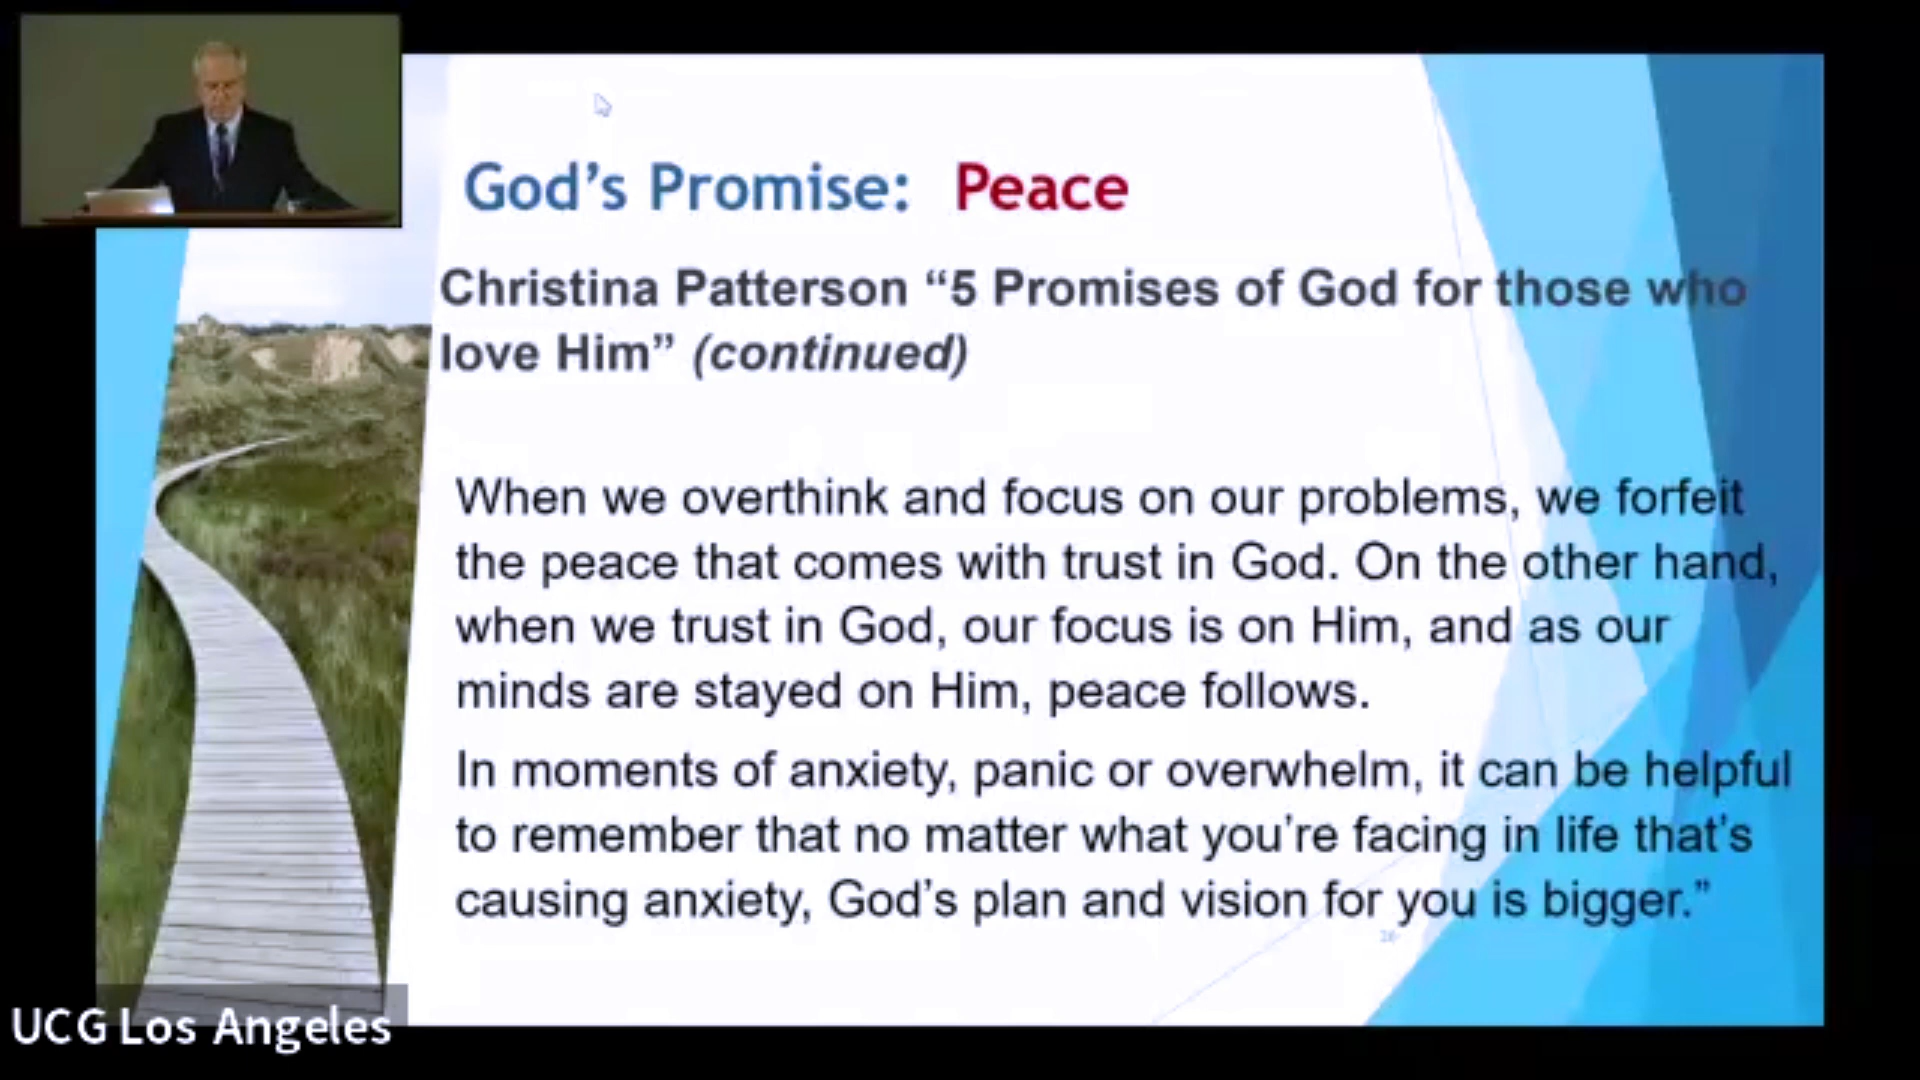 God's Promise: Peace
Christina Patterson “5 Promises of God for those who
love Him” (continued)
When we overthink and focus on our problems, we forfeit
the peace that comes with trust in God. On the other hand,
when we trust in God, our focus is on Him, and as our
minds are stayed on Him, peace follows.
In moments of anxiety, panic or overwhelm, it can be helpful
to remember that no matter what you're facing in life that's
causing anxiety, God's plan and vision for you is bigger.”
UCG Los Angeles